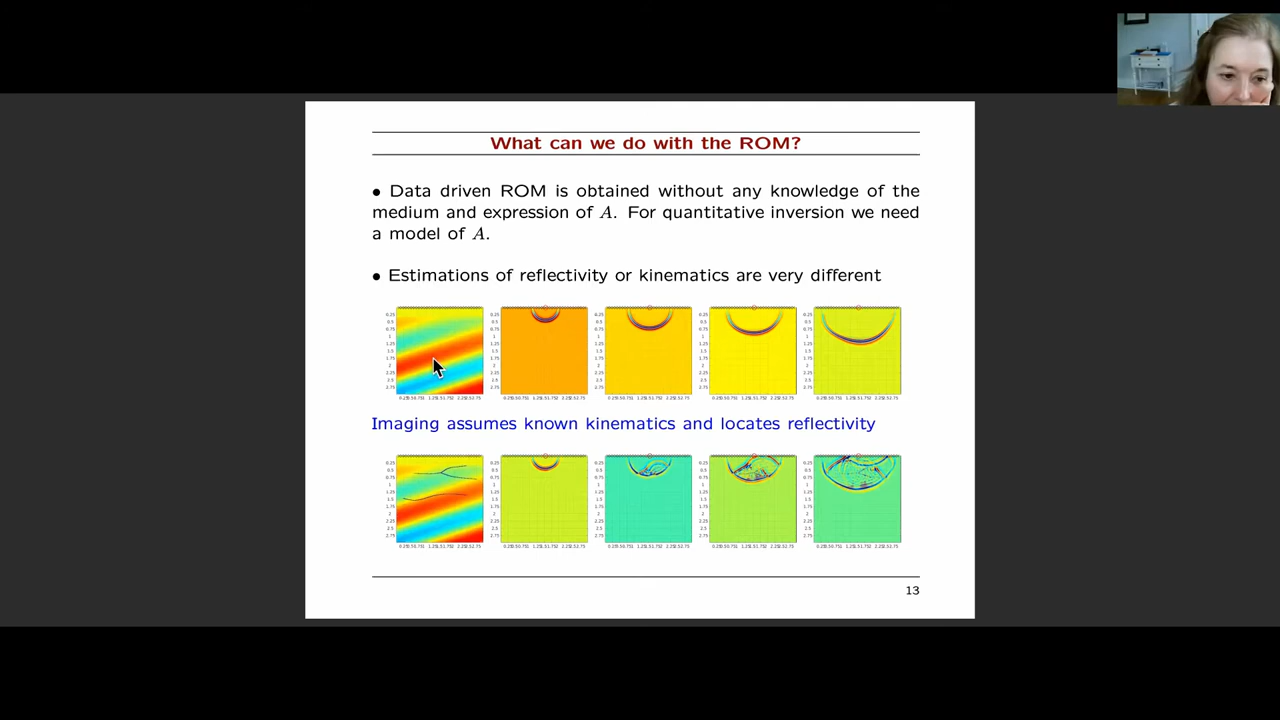 What can we do with the ROM?
• Data driven ROM is obtained without any knowledge of the
medium and expression of A. For quantitative inversion we need
a model of A.
• Estimations of reflectivity or kinematics are very different
Imaging assumes known kinematics and locates reflectivity
13